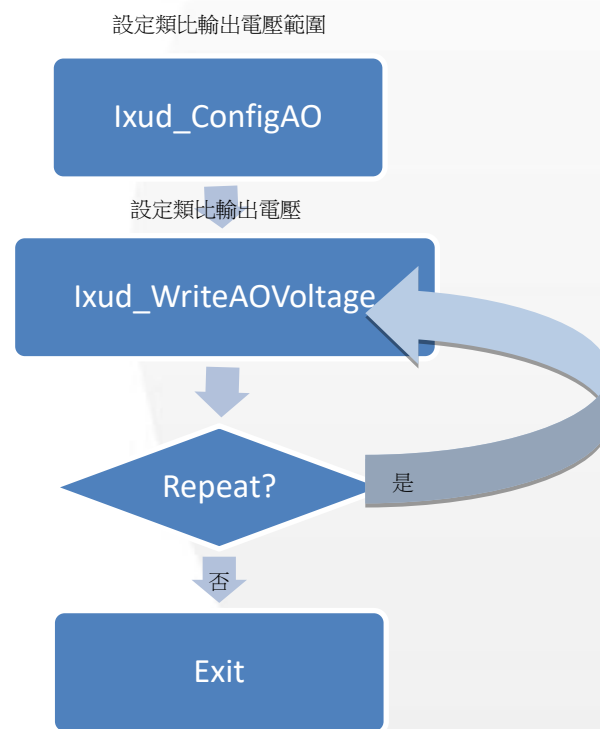 設定類比輸出電壓範圍
Ixud_ConfigAO
設定類比輸出電壓
Ixud_WriteAOVoltage
Repeat?
是
否
Exit